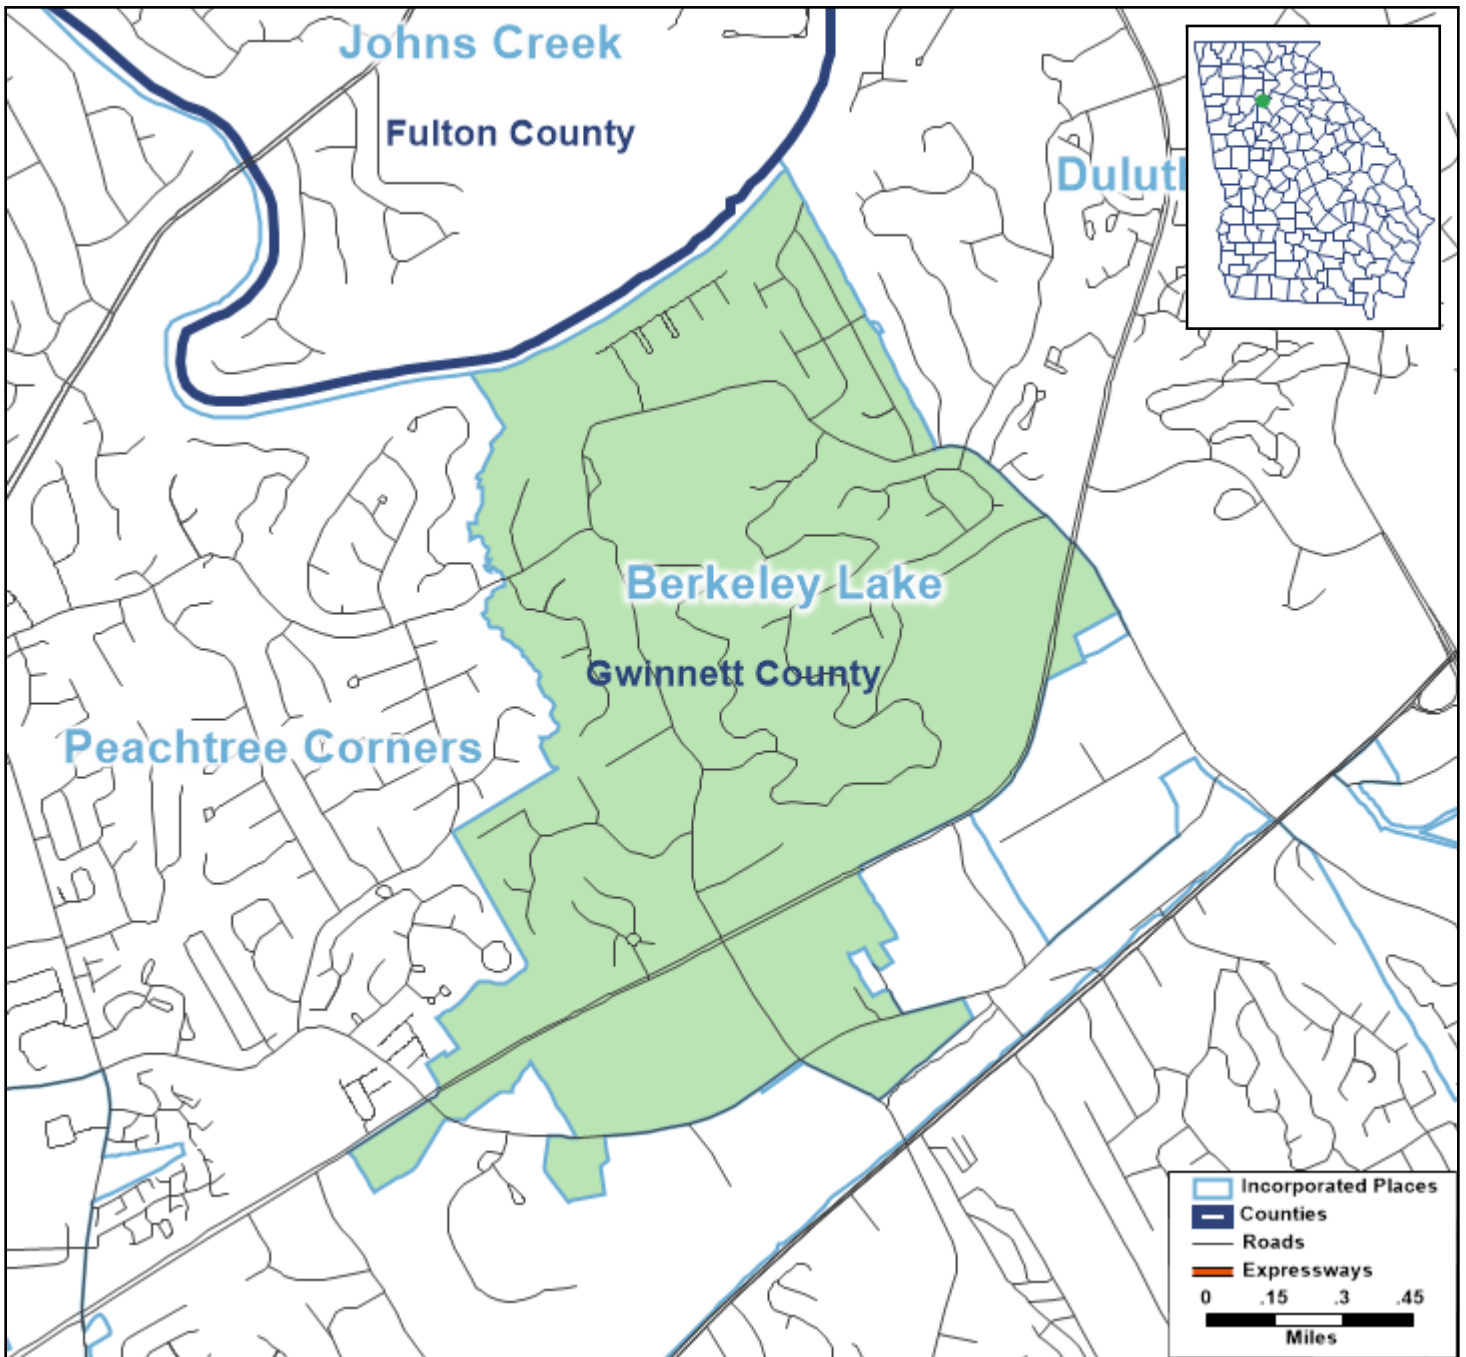 Johns Creek
Fulton County
Dulut
Berkeley Lake
Gwinnett County
Peachtree Corners
Incorporated Places
Counties
Roads
Expressways
0 .15 .3 .45
Miles